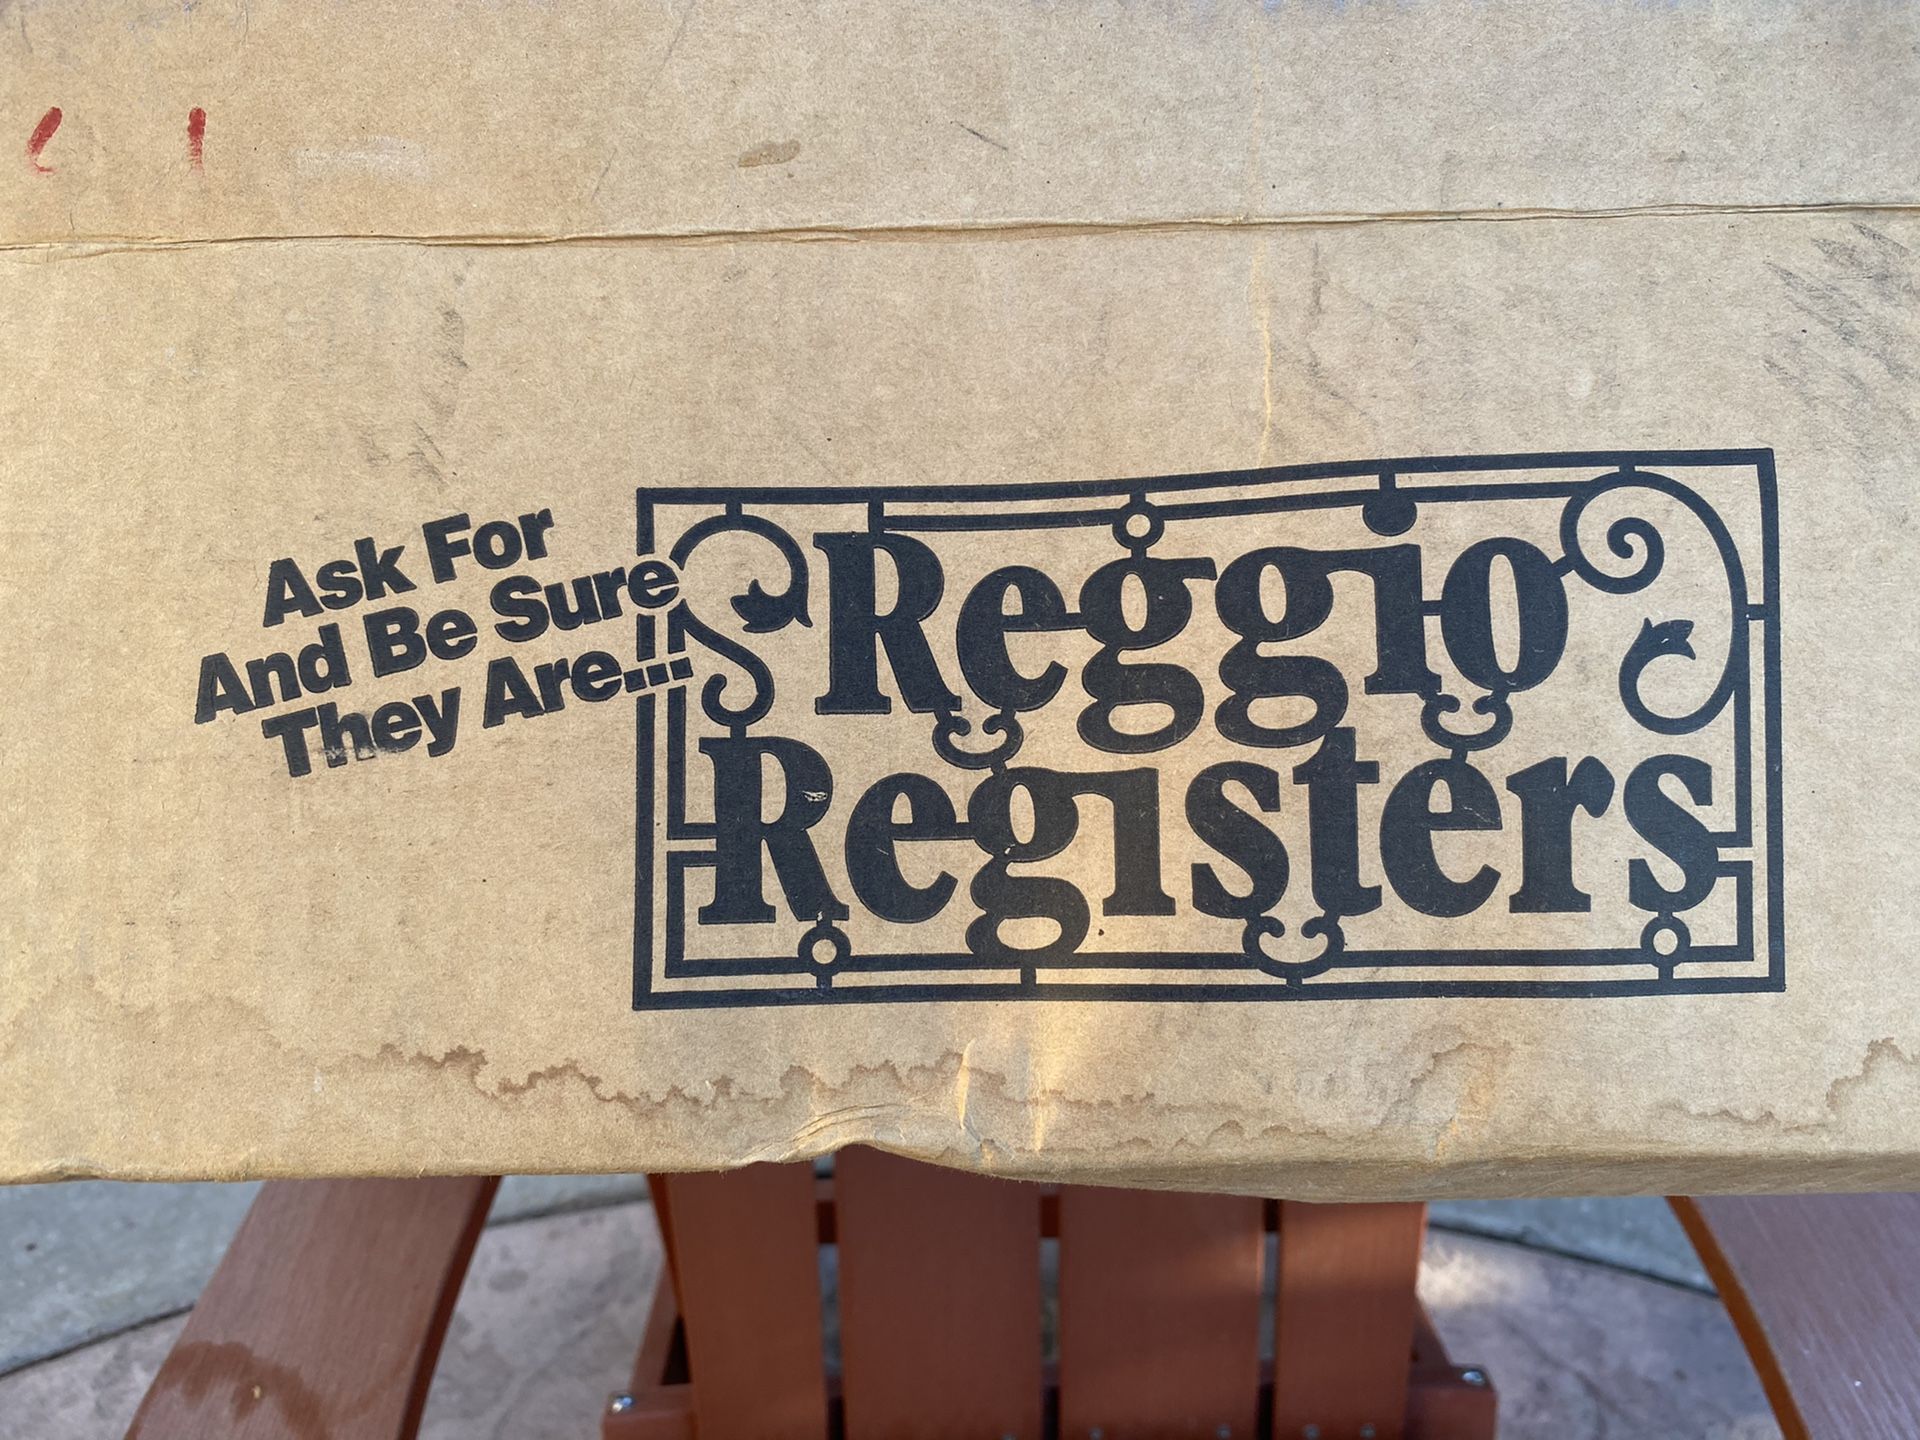 Ask For
And Be Sure
They Are...
Reggio
Registers